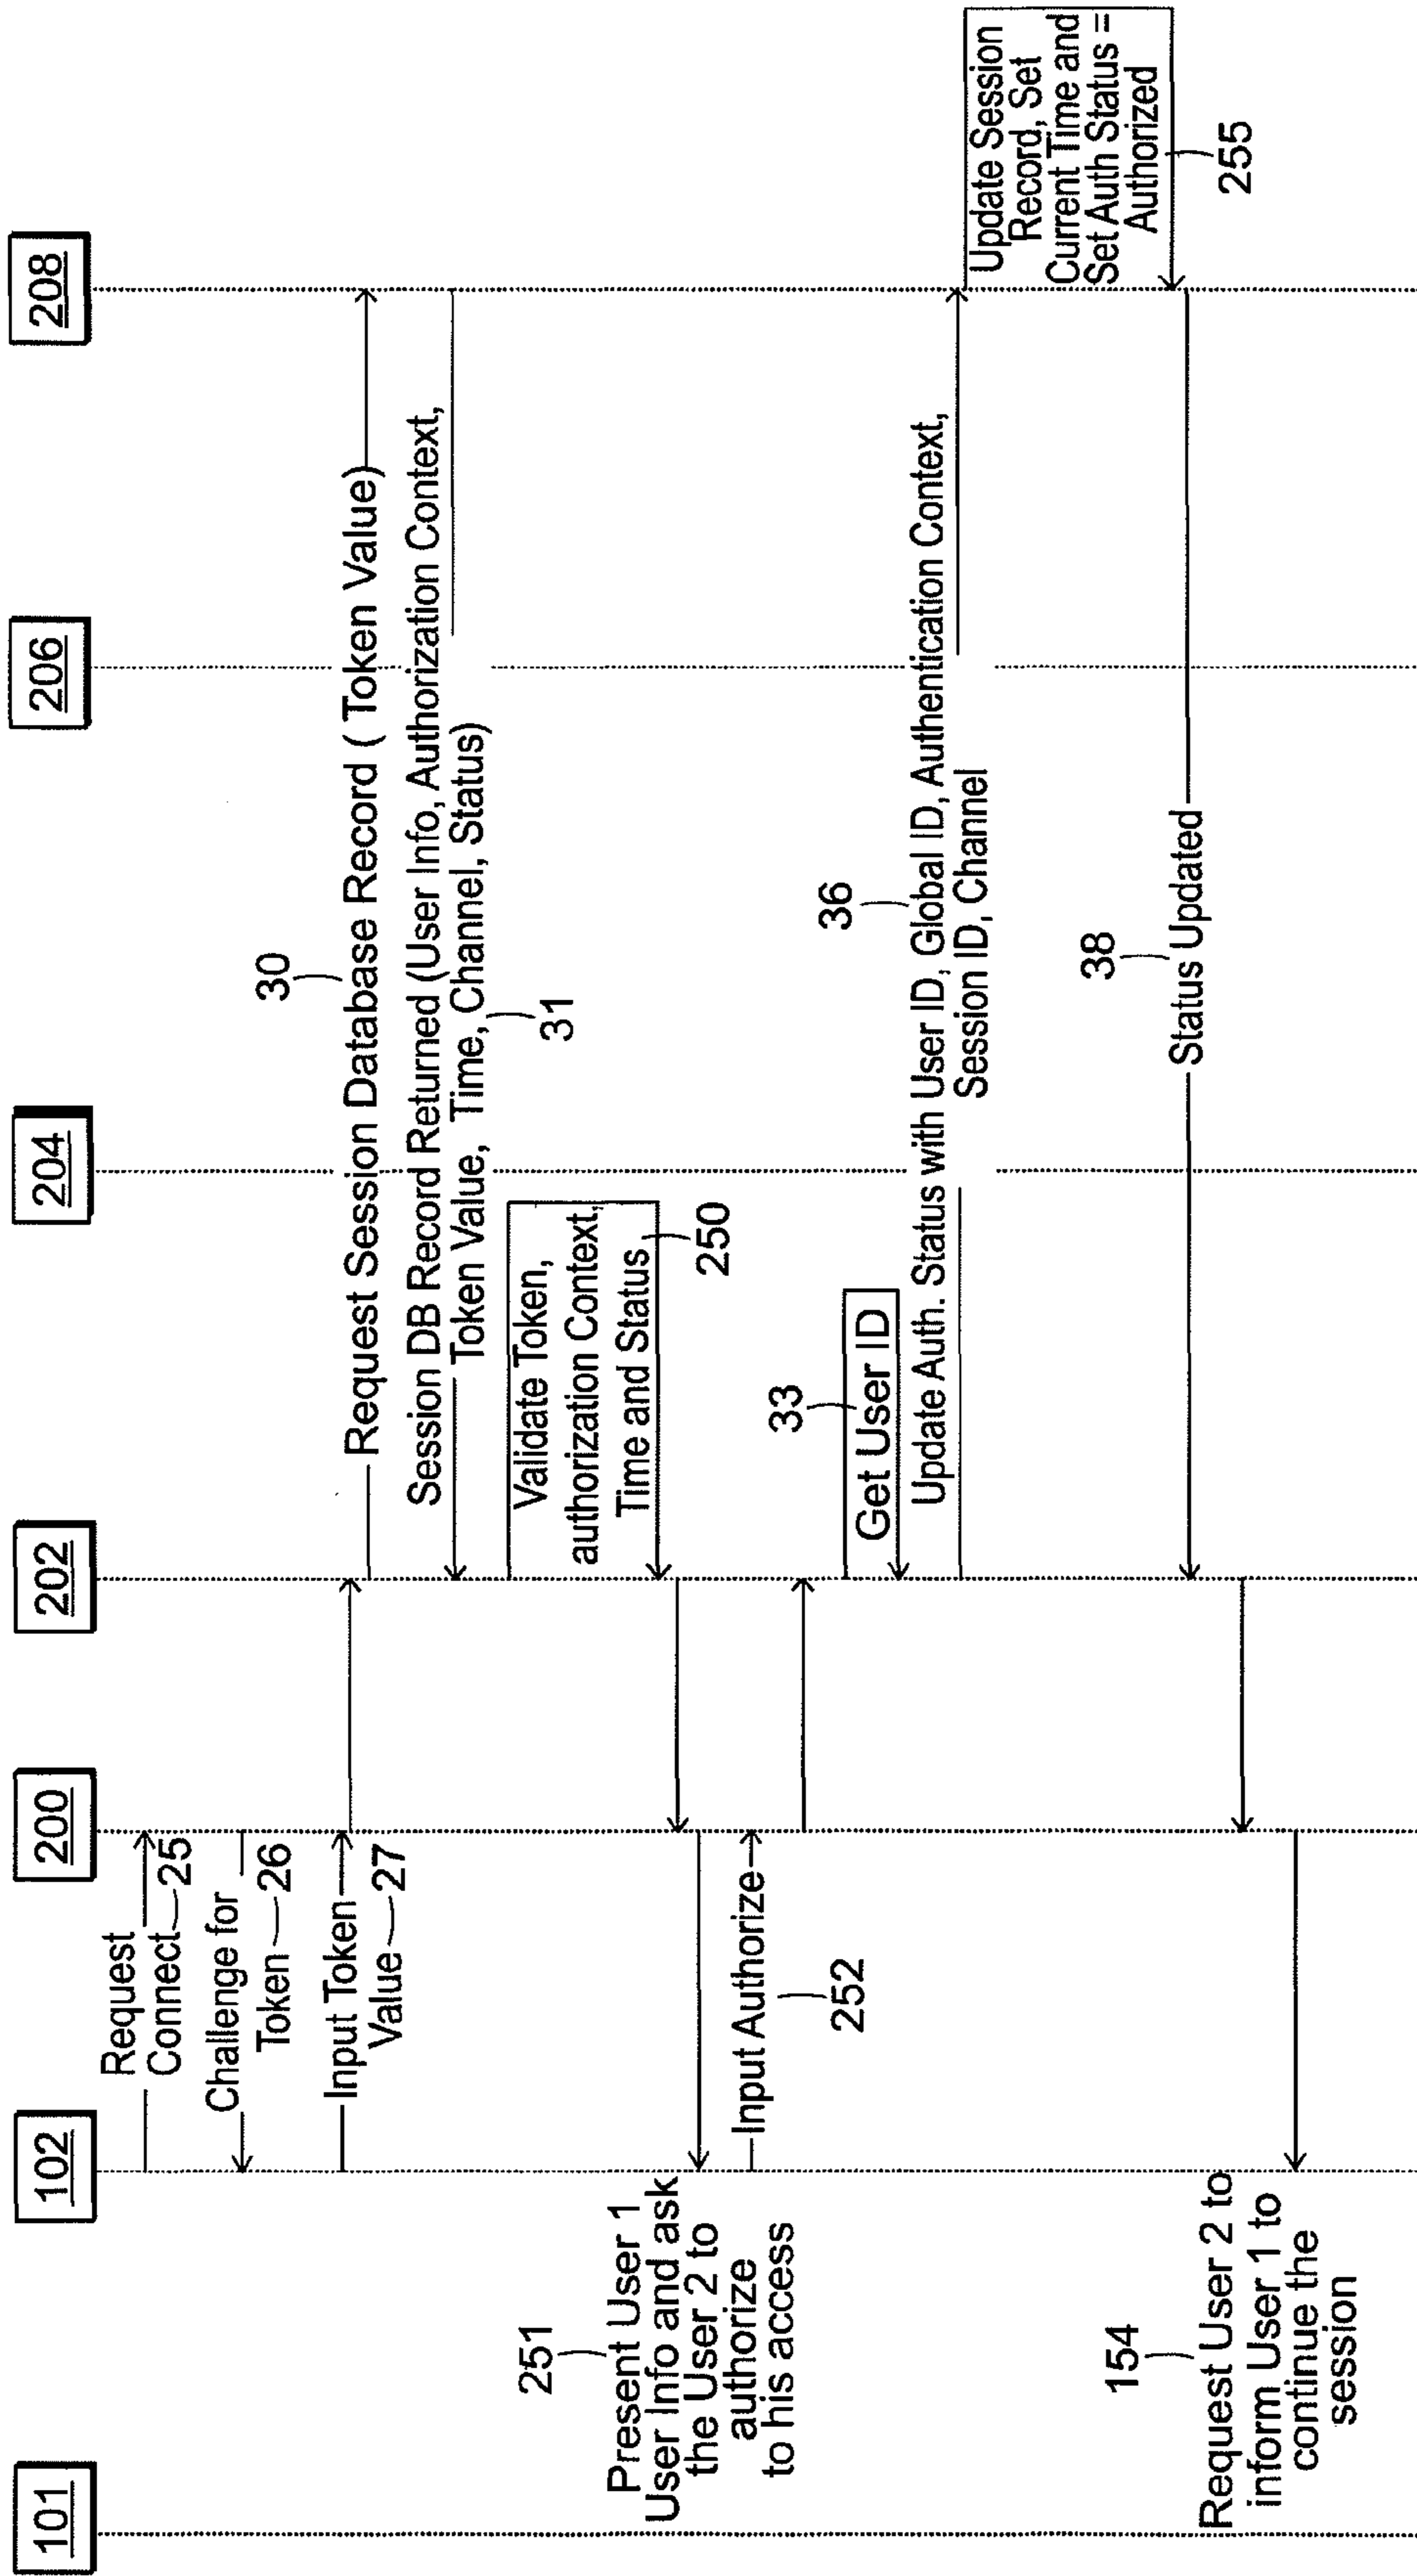 101
102
200
202
204
206
208
Request
Connect 25
Challenge for
Token 26
Input Token
Value 27
30
Request Session Database Record ( Token Value)
Session DB Record Returned (User Info, Authorization Context,
Token Value, Time, Channel, Status)
31
Validate Token,
authorization Context,
Time and Status
250
251
Present User 1
User Info and ask
the User 2 to
authorize
to his access
Input Authorize
252
33
Get User ID
36
Update Auth. Status with User ID, Global ID, Authentication Context,
Session ID, Channel
Update Session
Record, Set
Current Time and
Set Auth Status =
Authorized
255
38
Status Updated
154
Request User 2 to
inform User 1 to
continue the
session